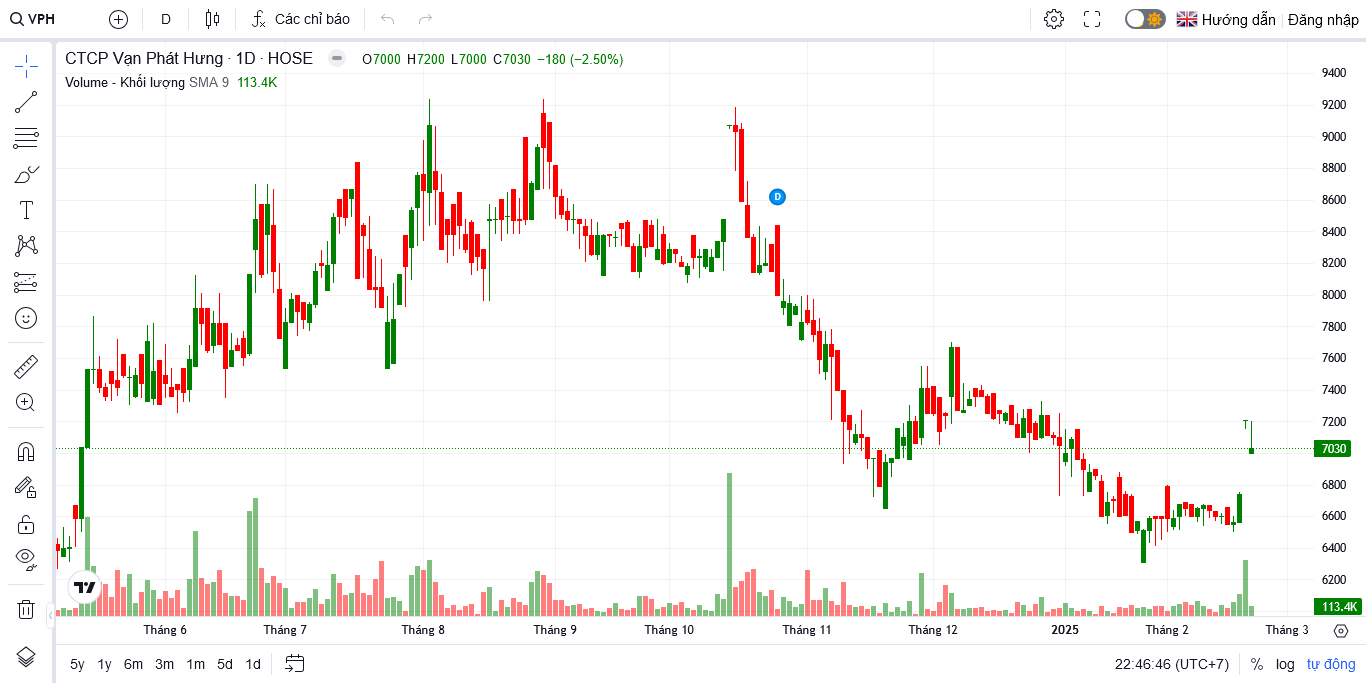 VPH D Các chỉ báo Hướng dẫn Đăng nhập
CTCP Vạn Phát Hưng · 1D · HOSE O7000 H7200 L7000 C7030 −180 (−2.50%)
Volume - Khối lượng SMA 9 113.4K
9400
9200
9000
8800
8600
D
8400
8200
8000
7800
7600
7400
7200
7030
6800
6600
6400
6200
113.4K
Tháng 6 Tháng 7 Tháng 8 Tháng 9 Tháng 10 Tháng 11 Tháng 12 2025 Tháng 2 Tháng 3
5y 1y 6m 3m 1m 5d 1d 22:46:46 (UTC+7) % log tự động